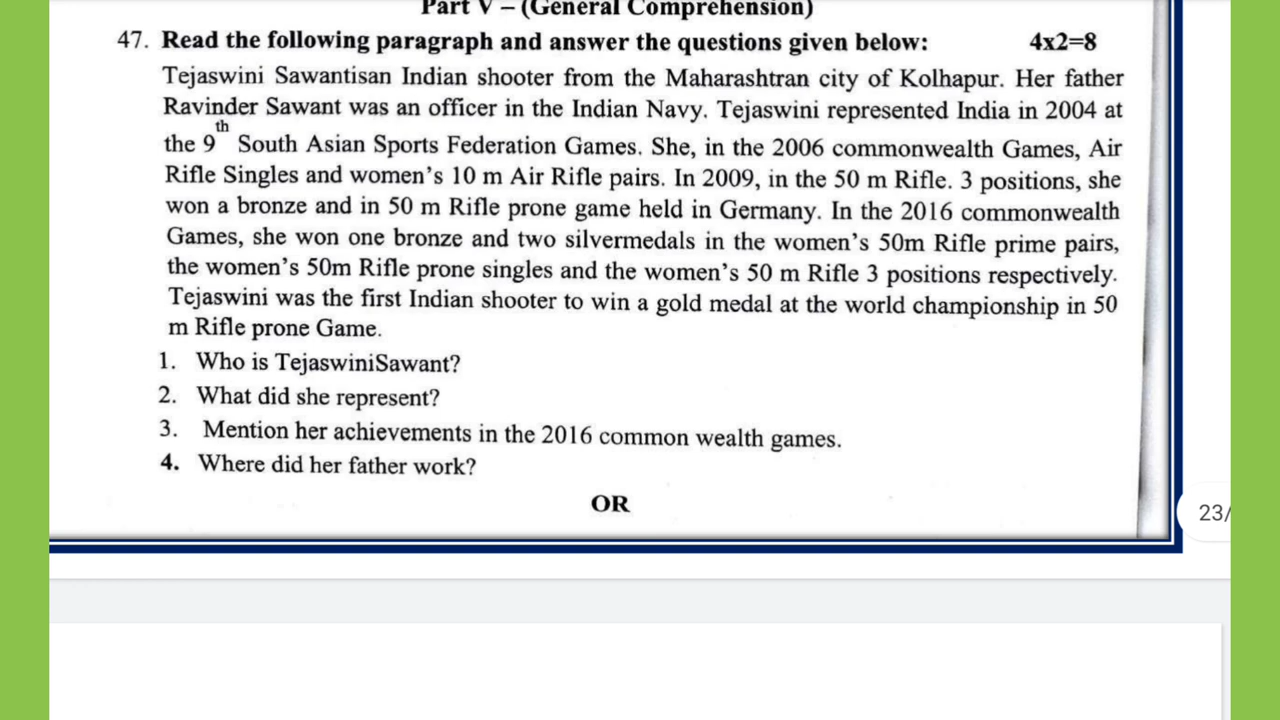 Part V – (General Comprehension)
47. Read the following paragraph and answer the questions given below: 4x2=8
Tejaswini Sawantisan Indian shooter from the Maharashtran city of Kolhapur. Her father
Ravinder Sawant was an officer in the Indian Navy. Tejaswini represented India in 2004 at
the 9th South Asian Sports Federation Games. She, in the 2006 commonwealth Games, Air
Rifle Singles and women's 10 m Air Rifle pairs. In 2009, in the 50 m Rifle. 3 positions, she
won a bronze and in 50 m Rifle prone game held in Germany. In the 2016 commonwealth
Games, she won one bronze and two silvermedals in the women's 50m Rifle prime pairs,
the women's 50m Rifle prone singles and the women's 50 m Rifle 3 positions respectively.
Tejaswini was the first Indian shooter to win a gold medal at the world championship in 50
m Rifle prone Game.
1. Who is TejaswiniSawant?
2. What did she represent?
3. Mention her achievements in the 2016 common wealth games.
4. Where did her father work?
OR
23/